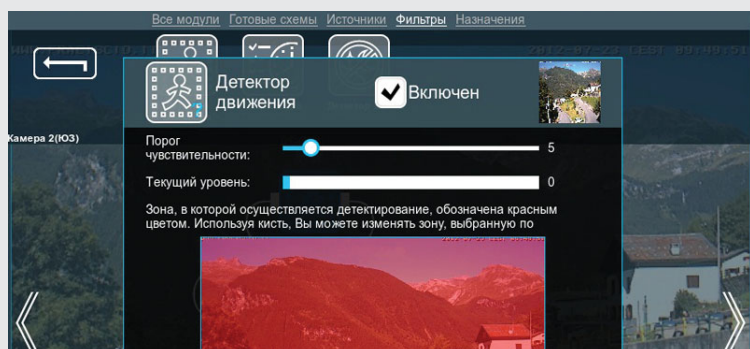 Все модули Готовые схемы Источники Фильтры Назначения
Детектор
движения
Включен
Камера 2(ЮЗ)
Порог
чувствительности:
5
Текущий уровень:
0
Зона, в которой осуществляется детектирование, обозначена красным
цветом. Используя кисть, Вы можете изменять зону, выбранную по